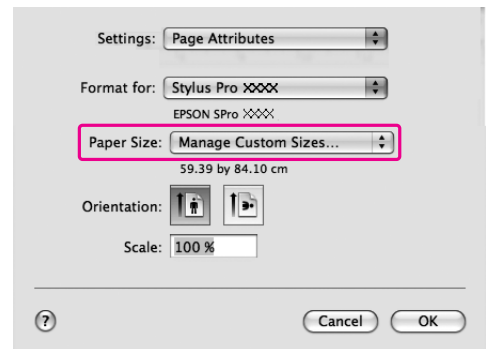 Settings: Page Attributes
Format for: Stylus Pro XXXX
EPSON SPro XXXX
Paper Size: Manage Custom Sizes...
59.39 by 84.10 cm
Orientation:
Scale: 100 %
? Cancel OK